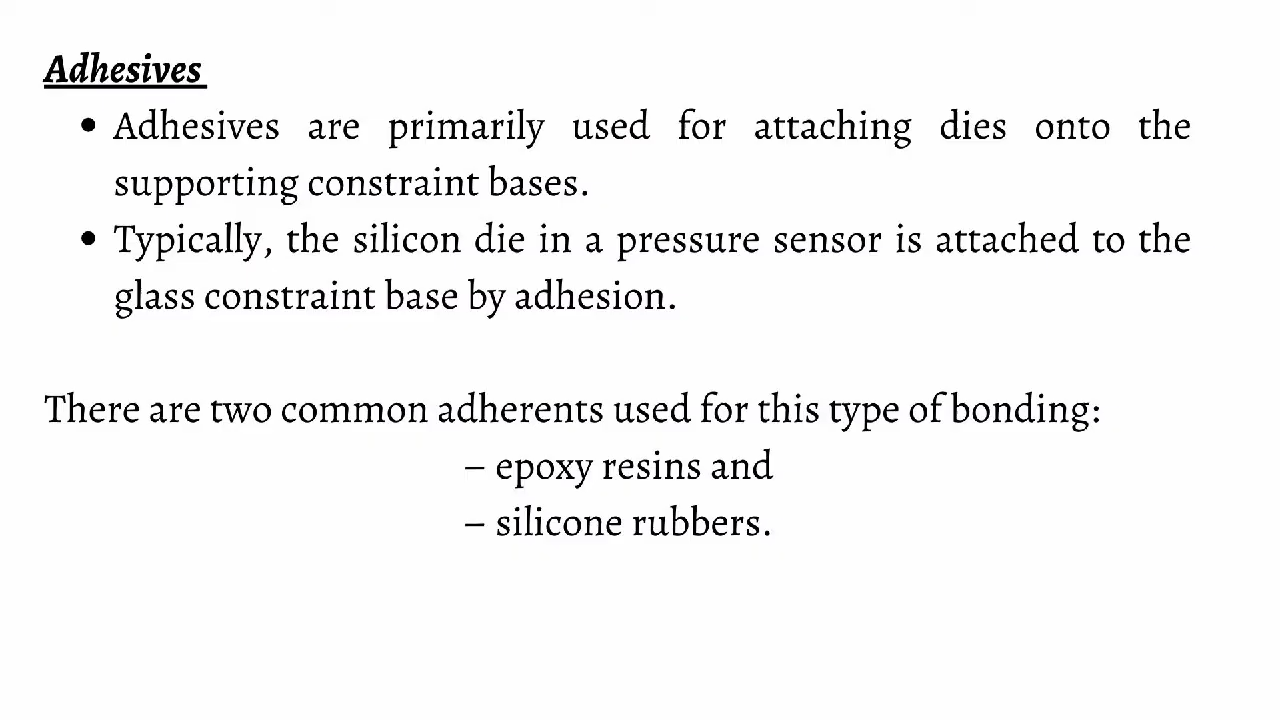 Adhesives
• Adhesives are primarily used for attaching dies onto the
supporting constraint bases.
• Typically, the silicon die in a pressure sensor is attached to the
glass constraint base by adhesion.
There are two common adherents used for this type of bonding:
– epoxy resins and
– silicone rubbers.